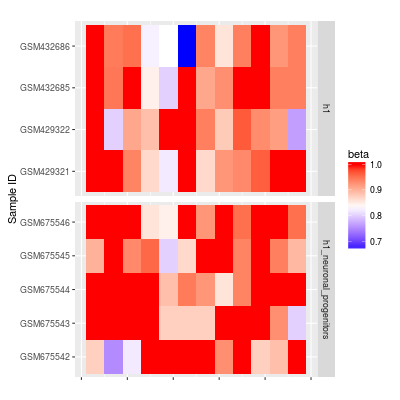 Sample ID
GSM432686
GSM432685
GSM429322
GSM429321
h1
GSM675546
GSM675545
GSM675544
GSM675543
GSM675542
h1_neuronal_progenitors
beta
1.0
0.9
0.8
0.7